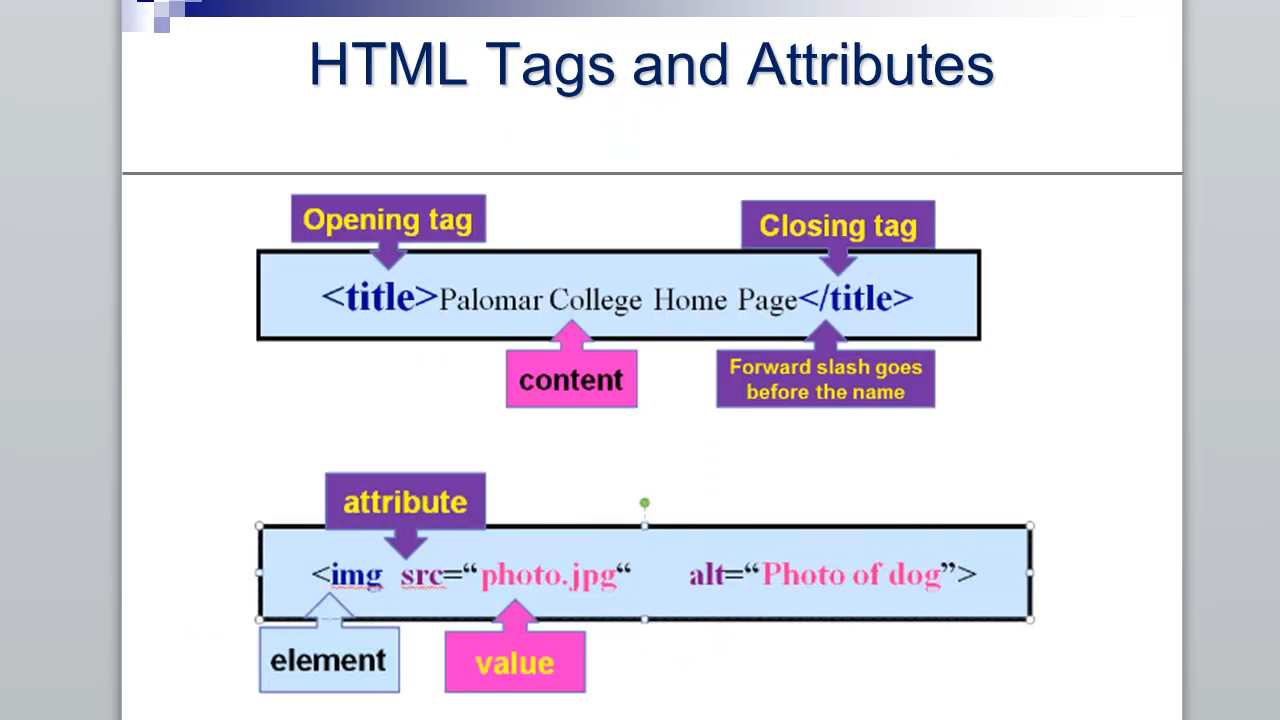 HTML Tags and Attributes
Opening tag
Closing tag
<title>Palomar College Home Page</title>
content
Forward slash goes
before the name
attribute
<img src=“photo.jpg“ alt=“Photo of dog”>
element
value